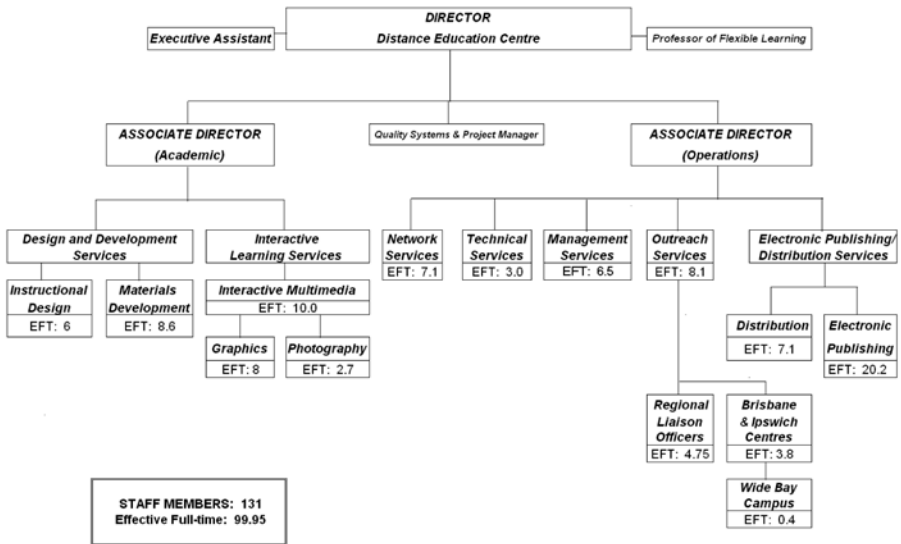 DIRECTOR
Distance Education Centre
Executive Assistant
Professor of Flexible Learning
ASSOCIATE DIRECTOR
(Academic)
Quality Systems & Project Manager
ASSOCIATE DIRECTOR
(Operations)
Design and Development
Services
Interactive
Learning Services
Network
Services
EFT: 7.1
Technical
Services
EFT: 3.0
Management
Services
EFT: 6.5
Outreach
Services
EFT: 8.1
Electronic Publishing/
Distribution Services
Instructional
Design
EFT: 6
Materials
Development
EFT: 8.6
Interactive Multimedia
EFT: 10.0
Graphics
EFT: 8
Photography
EFT: 2.7
Distribution
EFT: 7.1
Electronic
Publishing
EFT: 20.2
Regional
Liaison
Officers
EFT: 4.75
Brisbane
& Ipswich
Centres
EFT: 3.8
Wide Bay
Campus
EFT: 0.4
STAFF MEMBERS: 131
Effective Full-time: 99.95